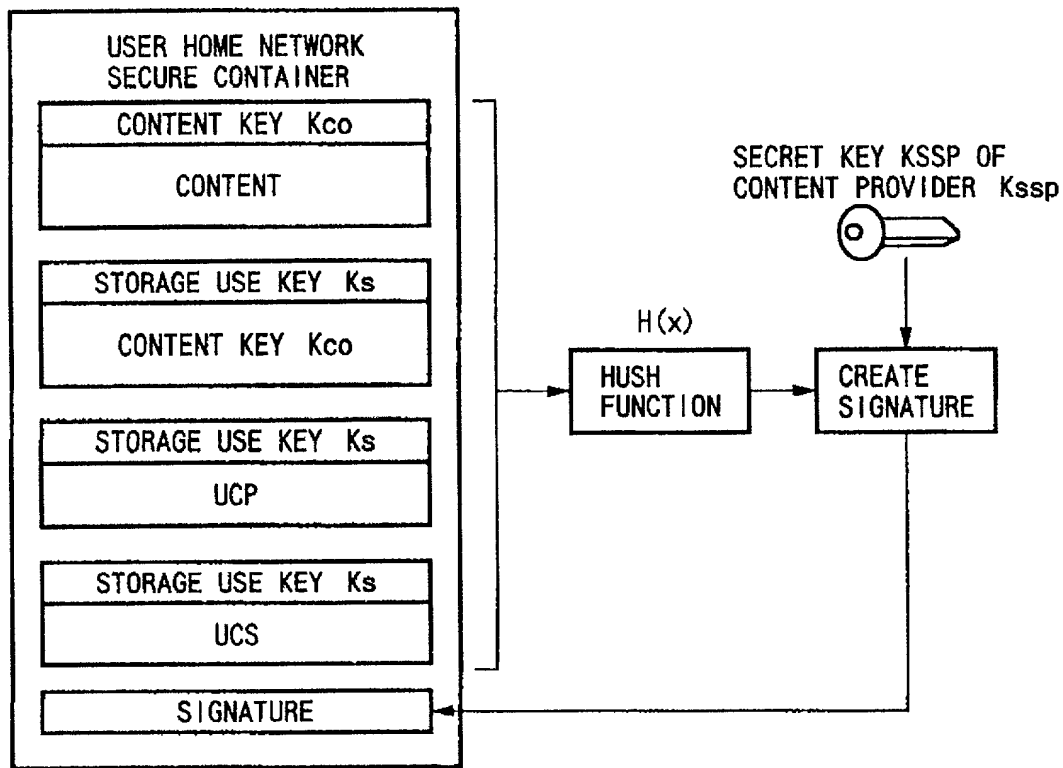 USER HOME NETWORK
SECURE CONTAINER
CONTENT KEY Kco
CONTENT
STORAGE USE KEY Ks
CONTENT KEY Kco
STORAGE USE KEY Ks
UCP
STORAGE USE KEY Ks
UCS
SIGNATURE
H(x)
HUSH
FUNCTION
SECRET KEY KSSP OF
CONTENT PROVIDER Kssp
CREATE
SIGNATURE